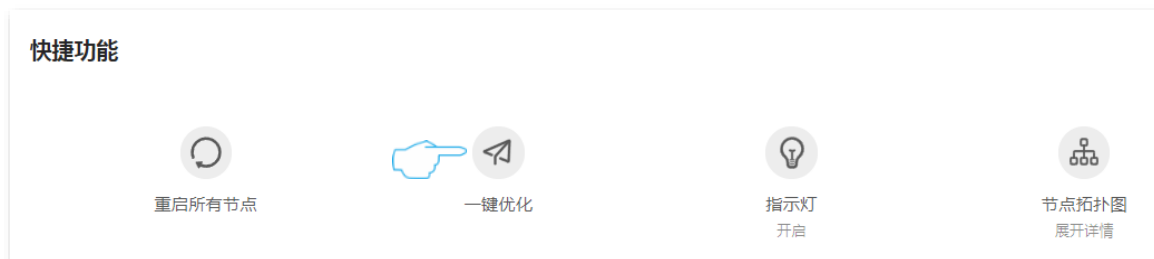 快捷功能
重启所有节点
一键优化
指示灯
开启
节点拓扑图
展开详情